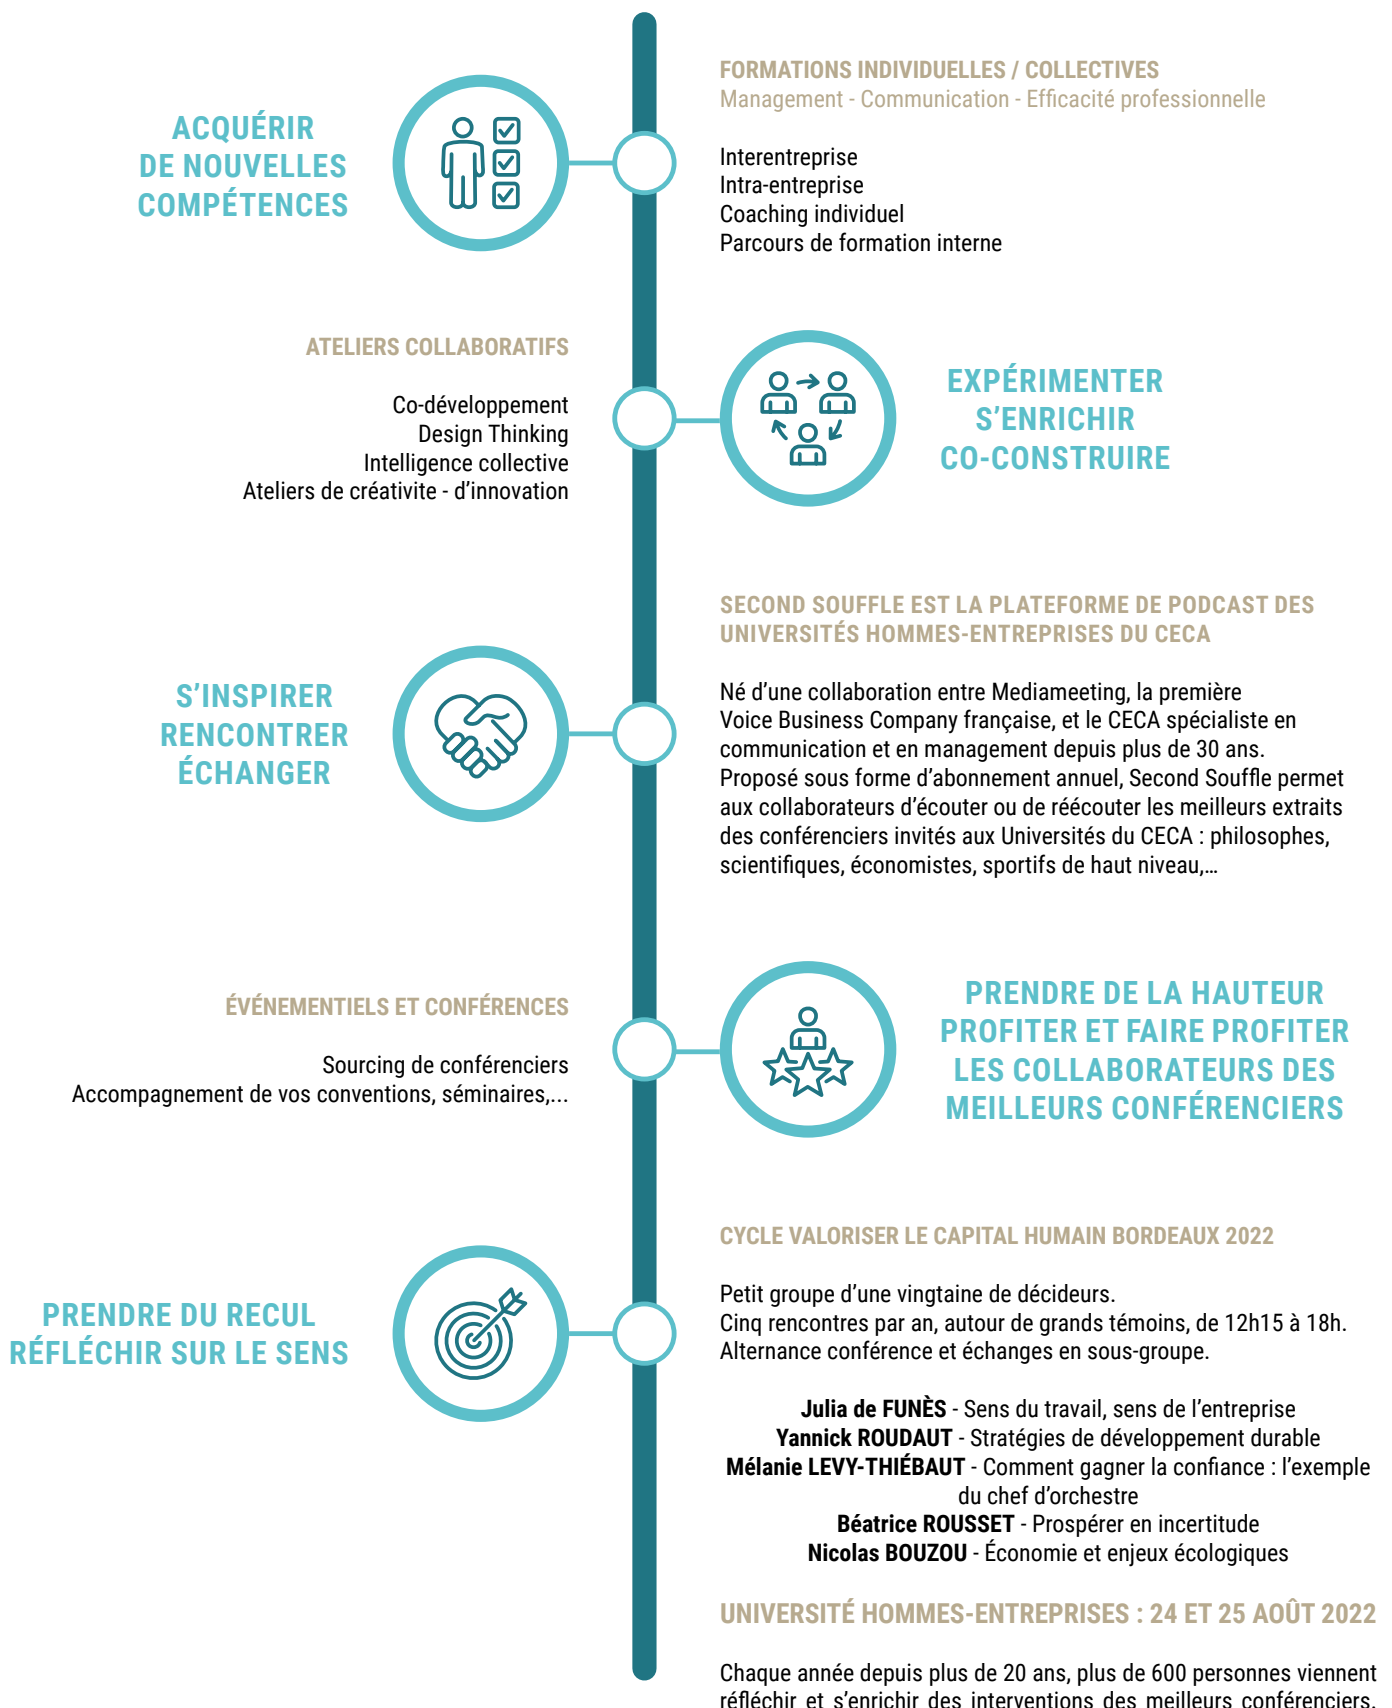 ACQUÉRIR
DE NOUVELLES
COMPÉTENCES
FORMATIONS INDIVIDUELLES / COLLECTIVES
Management - Communication - Efficacité professionnelle
Interentreprise
Intra-entreprise
Coaching individuel
Parcours de formation interne
ATELIERS COLLABORATIFS
Co-développement
Design Thinking
Intelligence collective
Ateliers de créativite - d’innovation
EXPÉRIMENTER
S’ENRICHIR
CO-CONSTRUIRE
S’INSPIRER
RENCONTRER
ÉCHANGER
SECOND SOUFFLE EST LA PLATEFORME DE PODCAST DES
UNIVERSITÉS HOMMES-ENTREPRISES DU CECA
Né d’une collaboration entre Mediameeting, la première
Voice Business Company française, et le CECA spécialiste en
communication et en management depuis plus de 30 ans.
Proposé sous forme d’abonnement annuel, Second Souffle permet
aux collaborateurs d’écouter ou de réécouter les meilleurs extraits
des conférenciers invités aux Universités du CECA : philosophes,
scientifiques, économistes, sportifs de haut niveau,…
ÉVÉNEMENTIELS ET CONFÉRENCES
Sourcing de conférenciers
Accompagnement de vos conventions, séminaires,...
PRENDRE DE LA HAUTEUR
PROFITER ET FAIRE PROFITER
LES COLLABORATEURS DES
MEILLEURS CONFÉRENCIERS
PRENDRE DU RECUL
RÉFLÉCHIR SUR LE SENS
CYCLE VALORISER LE CAPITAL HUMAIN BORDEAUX 2022
Petit groupe d’une vingtaine de décideurs.
Cinq rencontres par an, autour de grands témoins, de 12h15 à 18h.
Alternance conférence et échanges en sous-groupe.
Julia de FUNÈS - Sens du travail, sens de l’entreprise
Yannick ROUDAUT - Stratégies de développement durable
Mélanie LEVY-THIÉBAUT - Comment gagner la confiance : l’exemple
du chef d’orchestre
Béatrice ROUSSET - Prospérer en incertitude
Nicolas BOUZOU - Économie et enjeux écologiques
UNIVERSITÉ HOMMES-ENTREPRISES : 24 ET 25 AOÛT 2022
Chaque année depuis plus de 20 ans, plus de 600 personnes viennent
réfléchir et s’enrichir des interventions des meilleurs conférenciers.